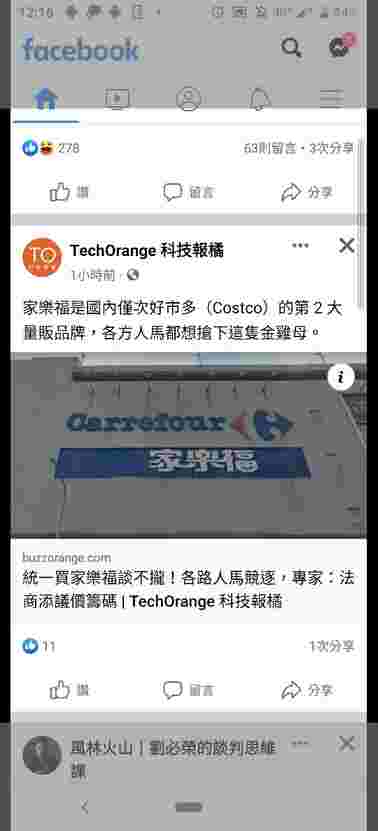 12:16
facebook
278
63則留言・3次分享
讚
留言
分享
TechOrange 科技報橘
1小時前
TO
家樂福是國內僅次好市多（Costco）的第 2 大
量販品牌，各方人馬都想搶下這隻金雞母。
Carrefour
家樂福
buzzorange.com
統一買家樂福談不攏！各路人馬競逐，專家：法
商添議價籌碼 | TechOrange 科技報橘
11
1次分享
讚
留言
分享
風林火山｜劉必榮的談判思維
課